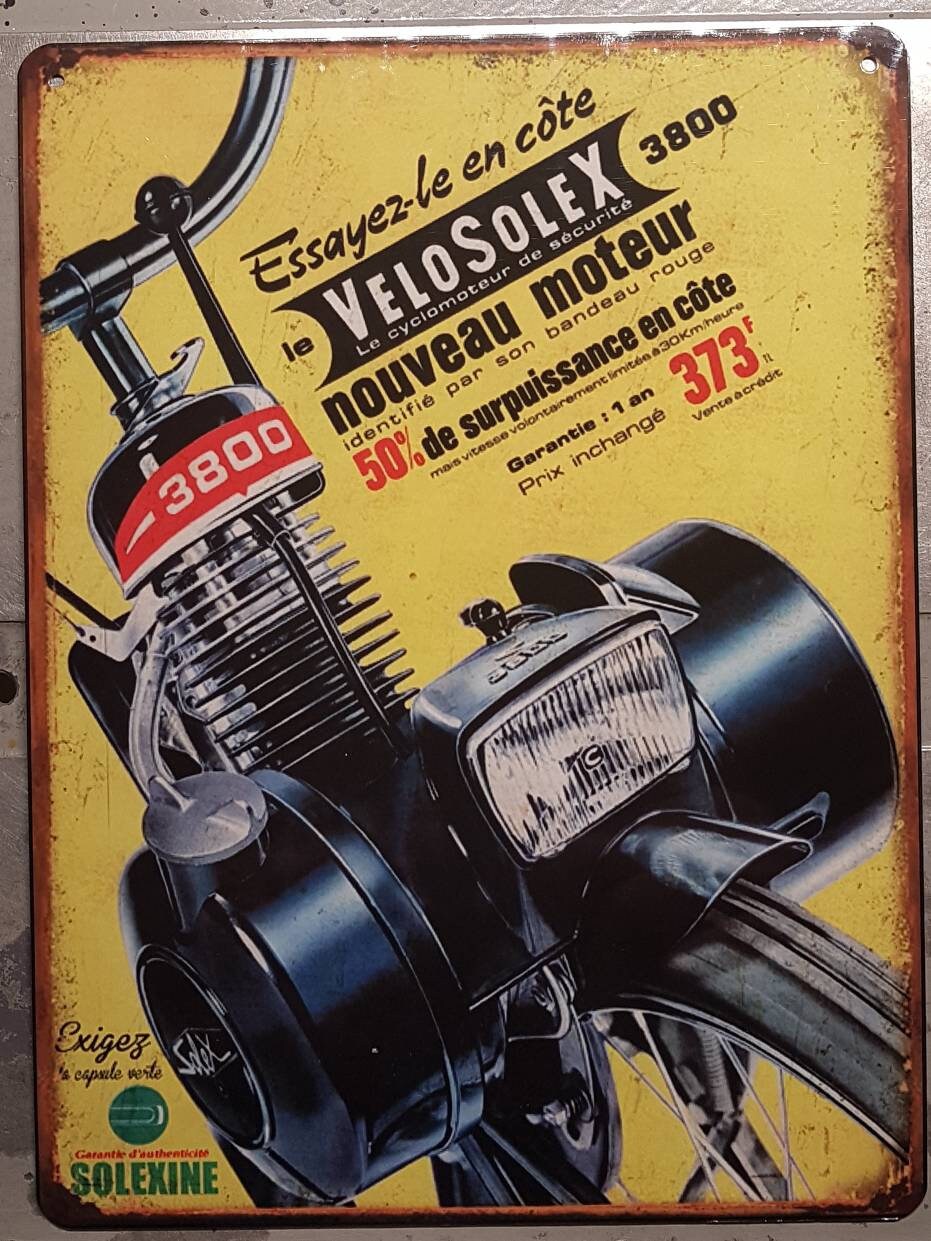 Essayez-le en côte
le VELOSOLEX 3800
Le cyclomoteur de sécurité
nouveau moteur
identifié par son bandeau rouge
50% de surpuissance en côte
mais vitesse volontairement limitée à 30Km/heure
Garantie : 1 an
Prix inchangé 373F
Vente à crédit
3800
SoleX
Exigez
la capsule verte
Garantie d'authenticité
SOLEXINE